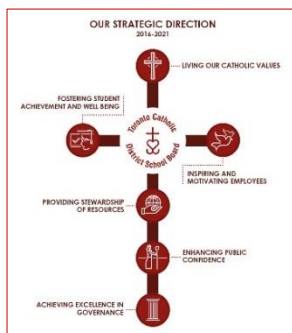 OUR STRATEGIC DIRECTION
2016-2021
LIVING OUR CATHOLIC VALUES
FOSTERING STUDENT
ACHIEVEMENT AND WELL BEING
Toronto Catholic
District School Board
INSPIRING AND
MOTIVATING EMPLOYEES
PROVIDING STEWARDSHIP
OF RESOURCES
ENHANCING PUBLIC
CONFIDENCE
ACHIEVING EXCELLENCE IN
GOVERNANCE